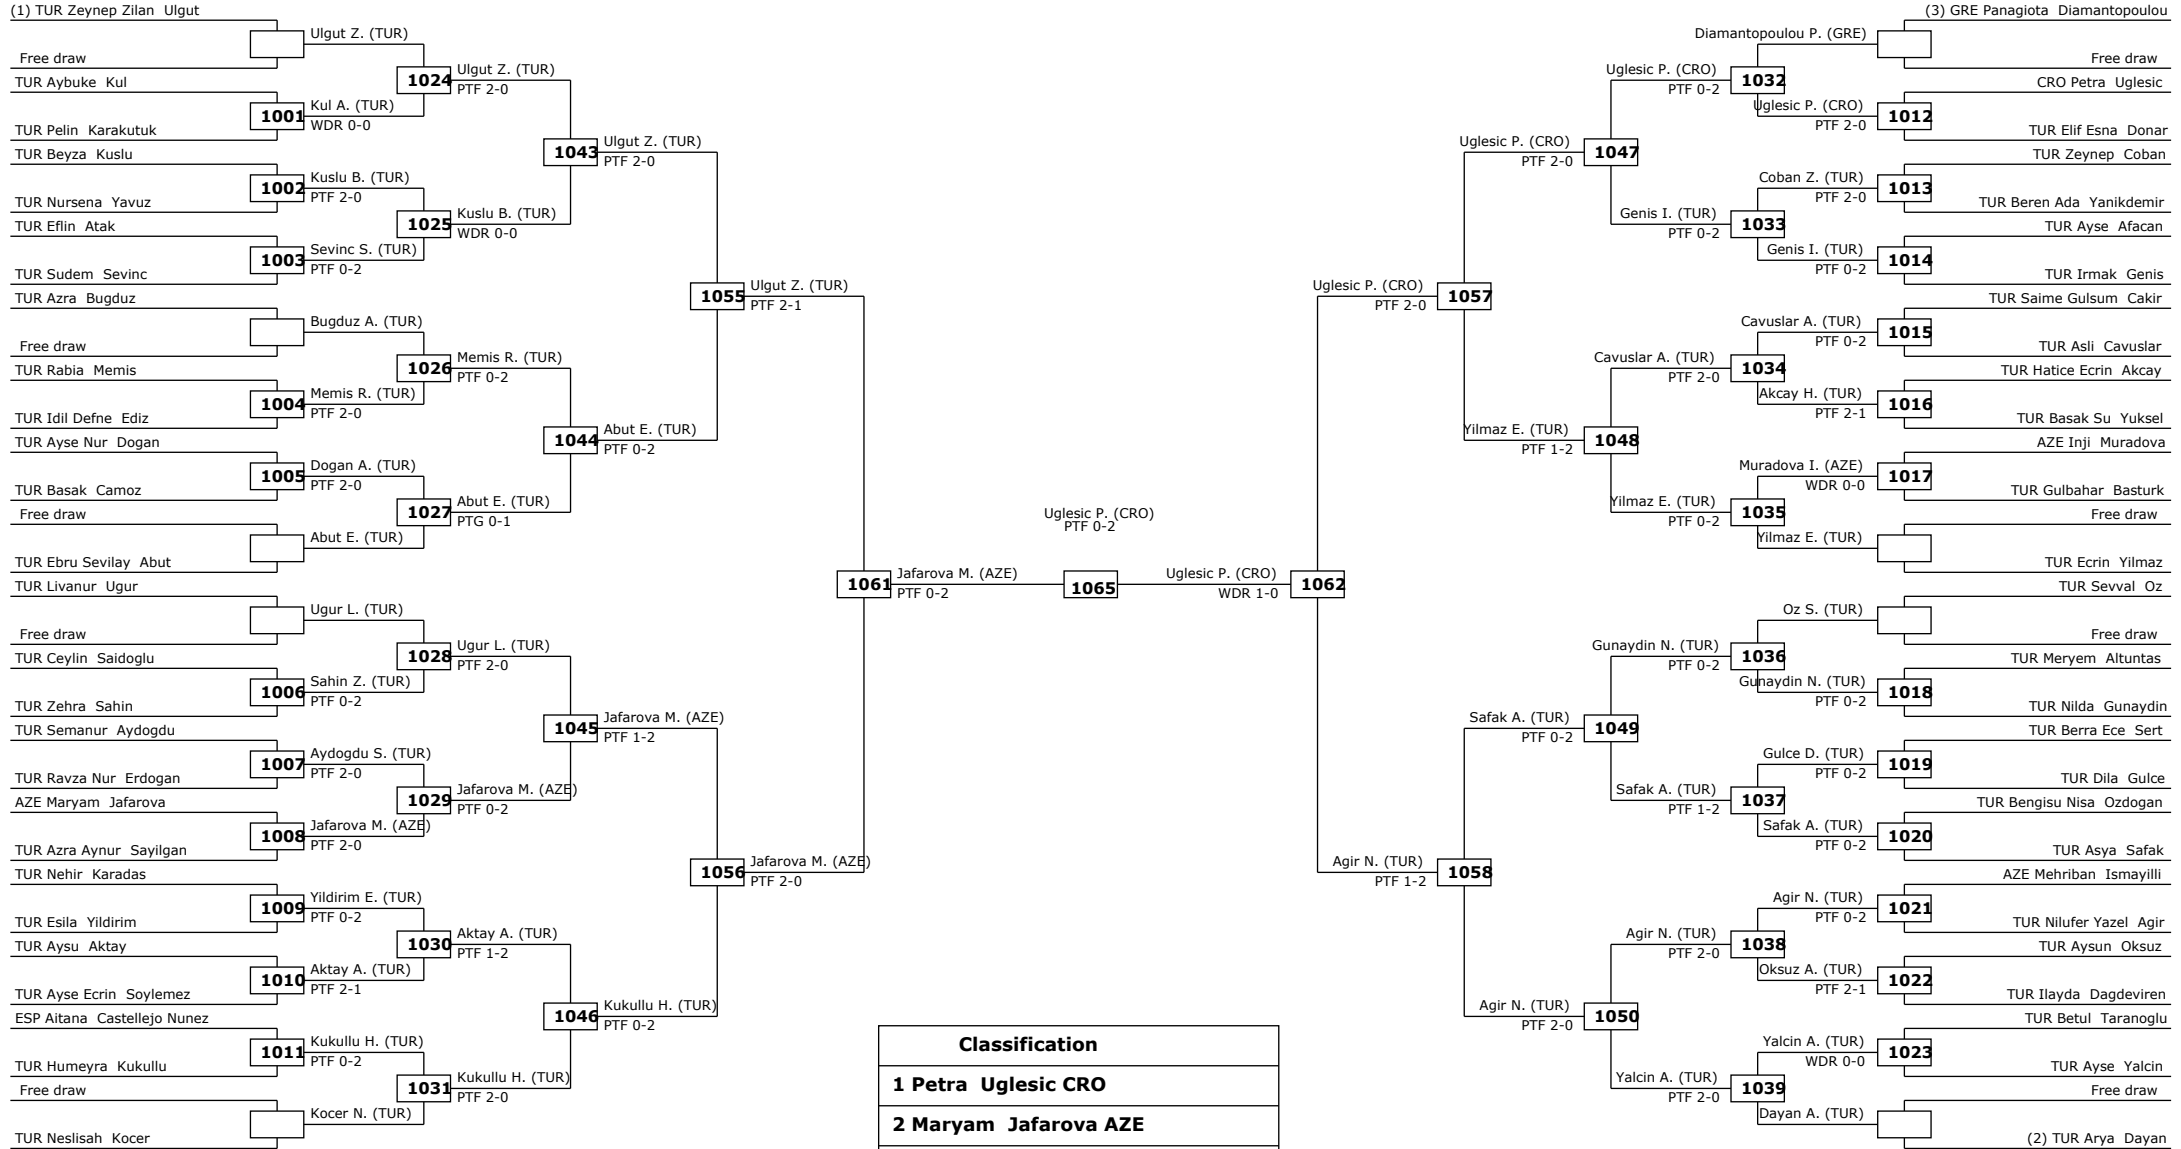 (1) TUR Zeynep Zilan Ulgut
Ulgut Z. (TUR)
Free draw
TUR Aybuke Kul
1024
Ulgut Z. (TUR)
PTF 2-0
1001
Kul A. (TUR)
WDR 0-0
TUR Pelin Karakutuk
TUR Beyza Kuslu
1043
Ulgut Z. (TUR)
PTF 2-0
1002
Kuslu B. (TUR)
PTF 2-0
TUR Nursena Yavuz
TUR Eflin Atak
1025
Kuslu B. (TUR)
WDR 0-0
1003
Sevinc S. (TUR)
PTF 0-2
TUR Sudem Sevinc
TUR Azra Bugduz
1055
Ulgut Z. (TUR)
PTF 2-1
Bugduz A. (TUR)
Free draw
TUR Rabia Memis
1026
Memis R. (TUR)
PTF 0-2
1004
Memis R. (TUR)
PTF 2-0
TUR Idil Defne Ediz
TUR Ayse Nur Dogan
1044
Abut E. (TUR)
PTF 0-2
1005
Dogan A. (TUR)
PTF 2-0
TUR Basak Camoz
Free draw
1027
Abut E. (TUR)
PTG 0-1
Abut E. (TUR)
TUR Ebru Sevilay Abut
TUR Livanur Ugur
1061
Jafarova M. (AZE)
PTF 0-2
Ugur L. (TUR)
Free draw
TUR Ceylin Saidoglu
1028
Ugur L. (TUR)
PTF 2-0
1006
Sahin Z. (TUR)
PTF 0-2
TUR Zehra Sahin
TUR Semanur Aydogdu
1045
Jafarova M. (AZE)
PTF 1-2
1007
Aydogdu S. (TUR)
PTF 2-0
TUR Ravza Nur Erdogan
AZE Maryam Jafarova
1029
Jafarova M. (AZE)
PTF 0-2
1008
Jafarova M. (AZE)
PTF 2-0
TUR Azra Aynur Sayilgan
TUR Nehir Karadas
1056
Jafarova M. (AZE)
PTF 2-0
1009
Yildirim E. (TUR)
PTF 0-2
TUR Esila Yildirim
TUR Aysu Aktay
1030
Aktay A. (TUR)
PTF 1-2
1010
Aktay A. (TUR)
PTF 2-1
TUR Ayse Ecrin Soylemez
ESP Aitana Castellejo Nunez
1046
Kukullu H. (TUR)
PTF 0-2
1011
Kukullu H. (TUR)
PTF 0-2
TUR Humeyra Kukullu
Free draw
1031
Kukullu H. (TUR)
PTF 2-0
Kocer N. (TUR)
TUR Neslisah Kocer
Uglesic P. (CRO)
PTF 0-2
1065
(3) GRE Panagiota Diamantopoulou
Diamantopoulou P. (GRE)
Free draw
CRO Petra Uglesic
Uglesic P. (CRO)
PTF 0-2
1032
Uglesic P. (CRO)
PTF 2-0
1012
TUR Elif Esna Donar
TUR Zeynep Coban
Uglesic P. (CRO)
PTF 2-0
1047
Coban Z. (TUR)
PTF 2-0
1013
TUR Beren Ada Yanikdemir
TUR Ayse Afacan
Genis I. (TUR)
PTF 0-2
1033
Genis I. (TUR)
PTF 0-2
1014
TUR Irmak Genis
TUR Saime Gulsum Cakir
Uglesic P. (CRO)
PTF 2-0
1057
Cavuslar A. (TUR)
PTF 0-2
1015
TUR Asli Cavuslar
TUR Hatice Ecrin Akcay
Cavuslar A. (TUR)
PTF 2-0
1034
Akcay H. (TUR)
PTF 2-1
1016
TUR Basak Su Yuksel
AZE Inji Muradova
Yilmaz E. (TUR)
PTF 1-2
1048
Muradova I. (AZE)
WDR 0-0
1017
TUR Gulbahar Basturk
Free draw
Yilmaz E. (TUR)
PTF 0-2
1035
Yilmaz E. (TUR)
TUR Ecrin Yilmaz
TUR Sevval Oz
Uglesic P. (CRO)
WDR 1-0
1062
Oz S. (TUR)
Free draw
TUR Meryem Altuntas
Gunaydin N. (TUR)
PTF 0-2
1036
Gunaydin N. (TUR)
PTF 0-2
1018
TUR Nilda Gunaydin
TUR Berra Ece Sert
Safak A. (TUR)
PTF 0-2
1049
Gulce D. (TUR)
PTF 0-2
1019
TUR Dila Gulce
TUR Bengisu Nisa Ozdogan
Safak A. (TUR)
PTF 1-2
1037
Safak A. (TUR)
PTF 0-2
1020
TUR Asya Safak
AZE Mehriban Ismayilli
Agir N. (TUR)
PTF 1-2
1058
Agir N. (TUR)
PTF 0-2
1021
TUR Nilufer Yazel Agir
TUR Aysun Oksuz
Agir N. (TUR)
PTF 2-0
1038
Oksuz A. (TUR)
PTF 2-1
1022
TUR Ilayda Dagdeviren
TUR Betul Taranoglu
Agir N. (TUR)
PTF 2-0
1050
Yalcin A. (TUR)
WDR 0-0
1023
TUR Ayse Yalcin
Free draw
Yalcin A. (TUR)
PTF 2-0
1039
Dayan A. (TUR)
(2) TUR Arya Dayan
Classification
1 Petra Uglesic CRO
2 Maryam Jafarova AZE